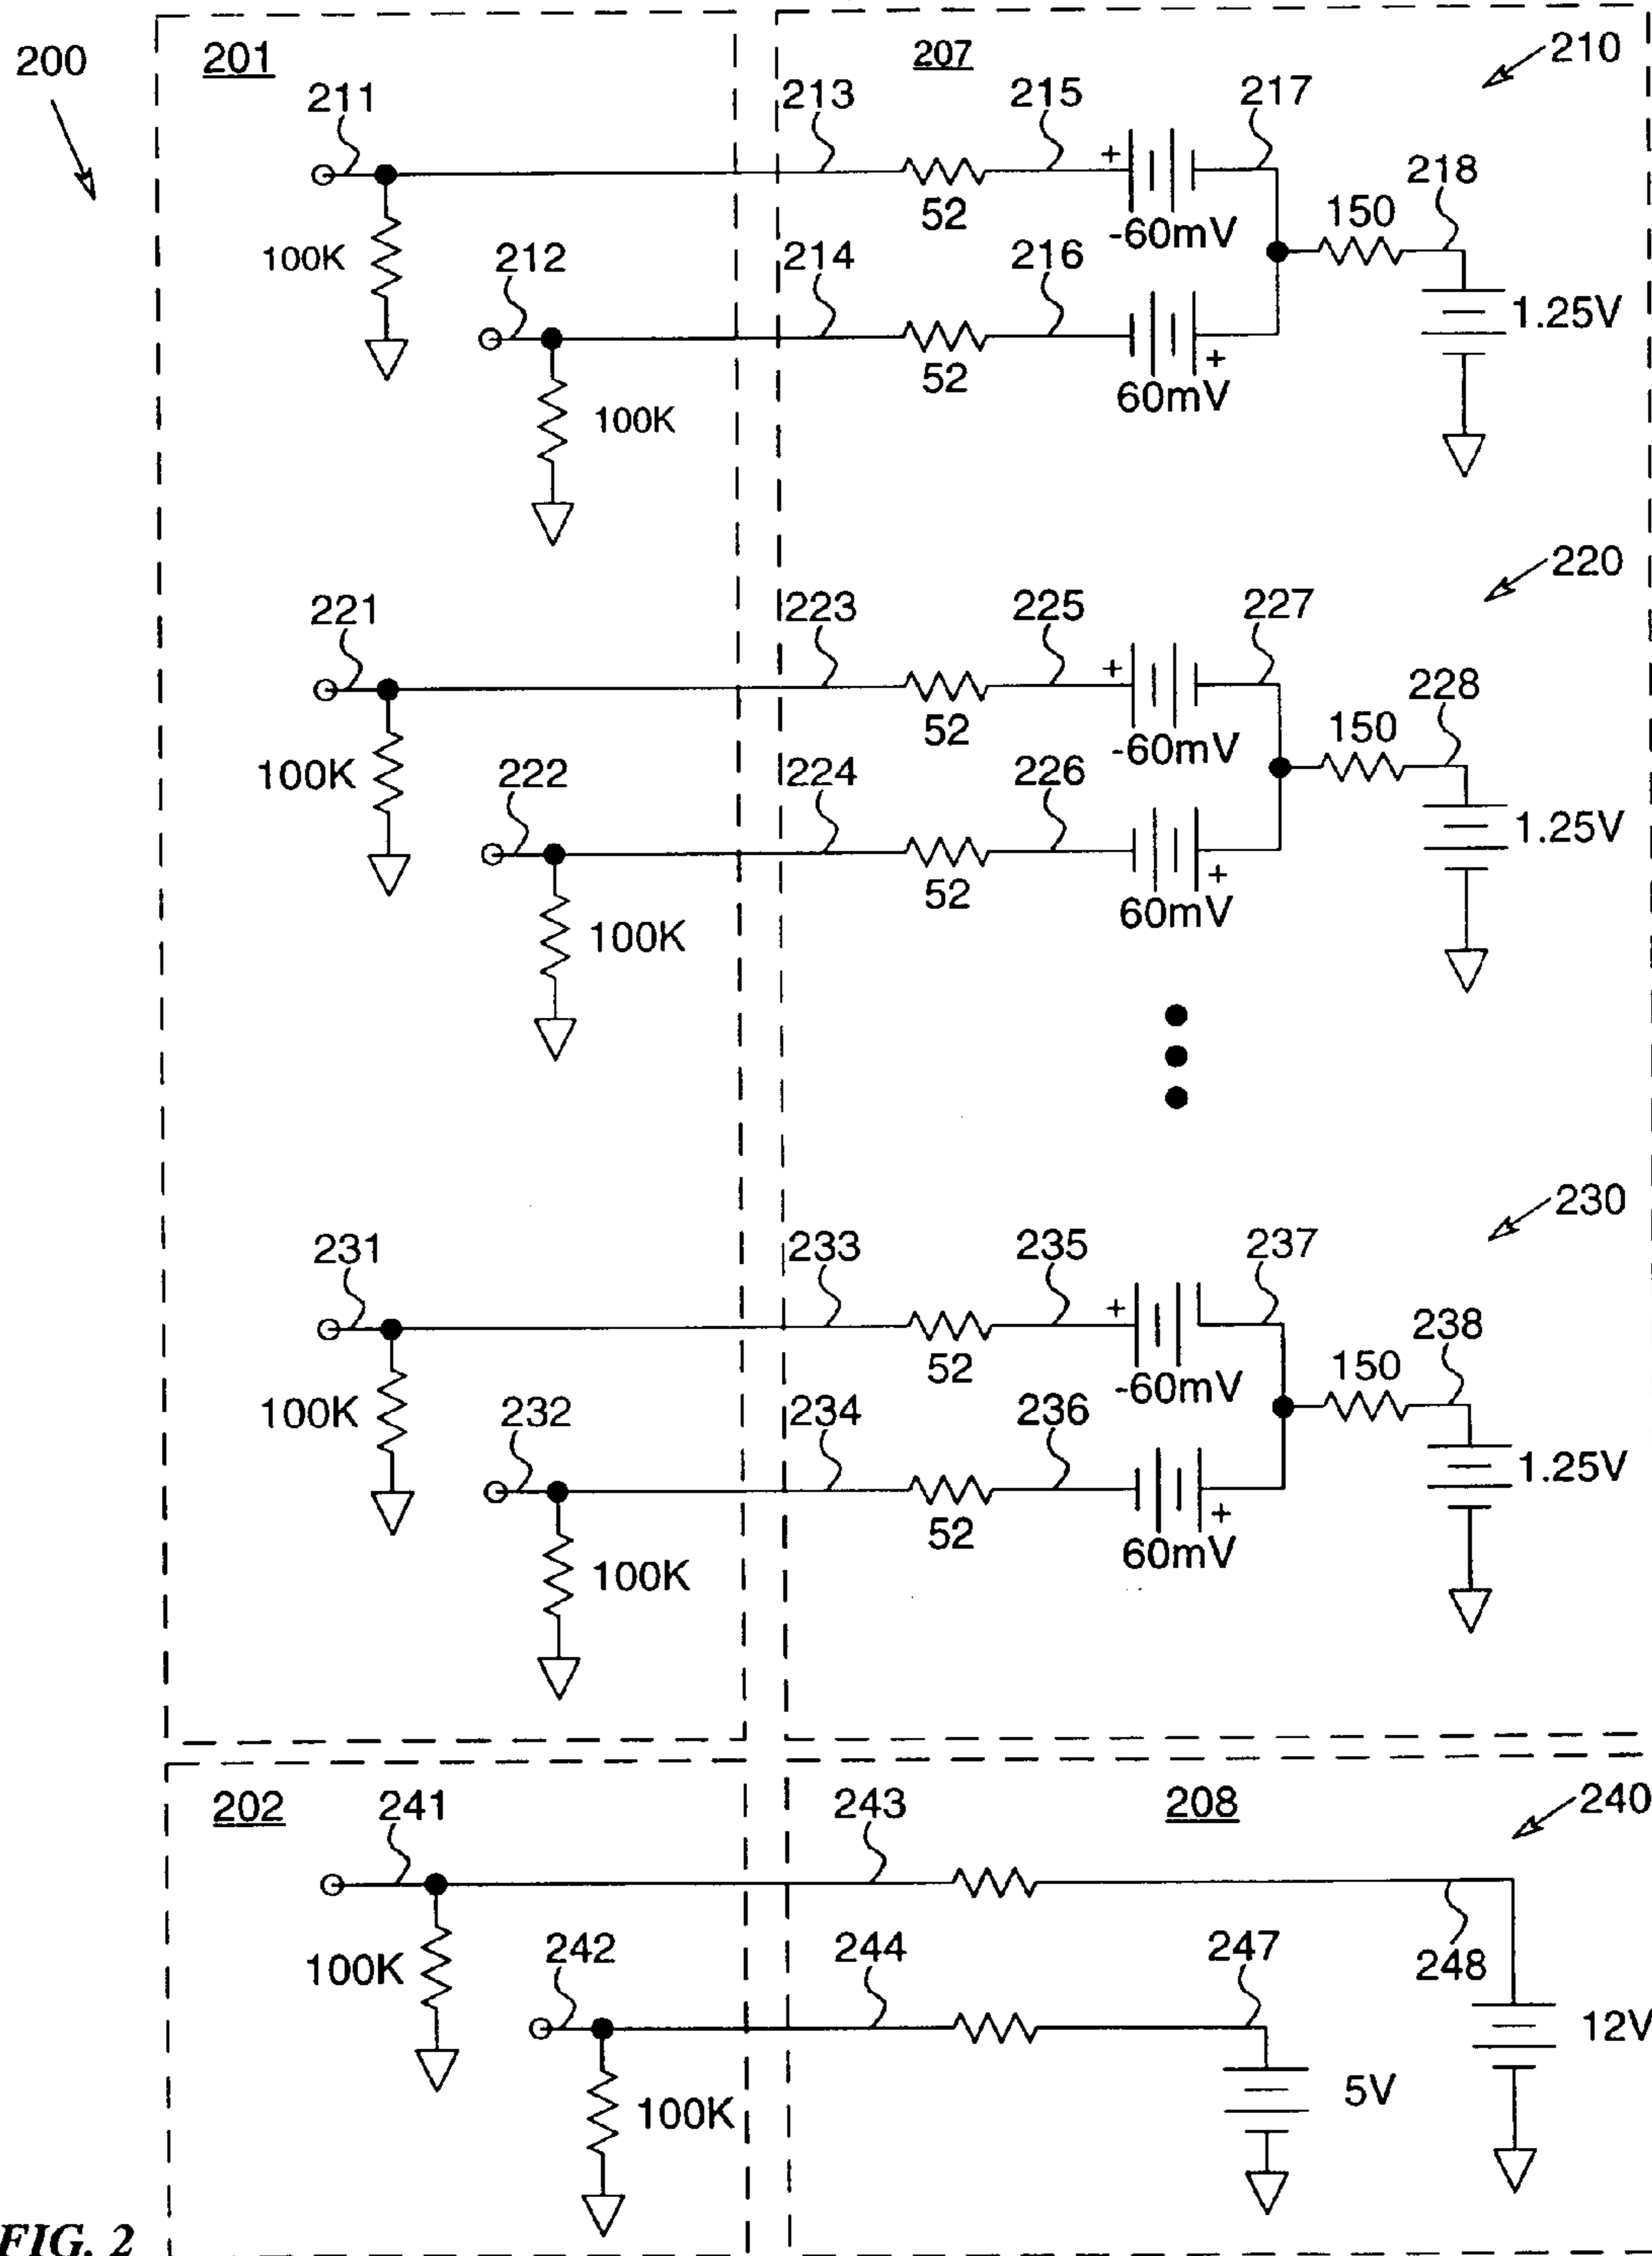 200
201
207
210
211
213
215
217
218
+
52
-60mV
150
1.25V
100K
212
214
216
52
+
60mV
100K
220
221
223
225
227
228
+
52
-60mV
150
1.25V
100K
222
224
226
52
+
60mV
100K
230
231
233
235
237
238
+
52
-60mV
150
1.25V
100K
232
234
236
52
+
60mV
100K
202
241
243
208
240
100K
242
244
247
248
12V
100K
5V
FIG. 2